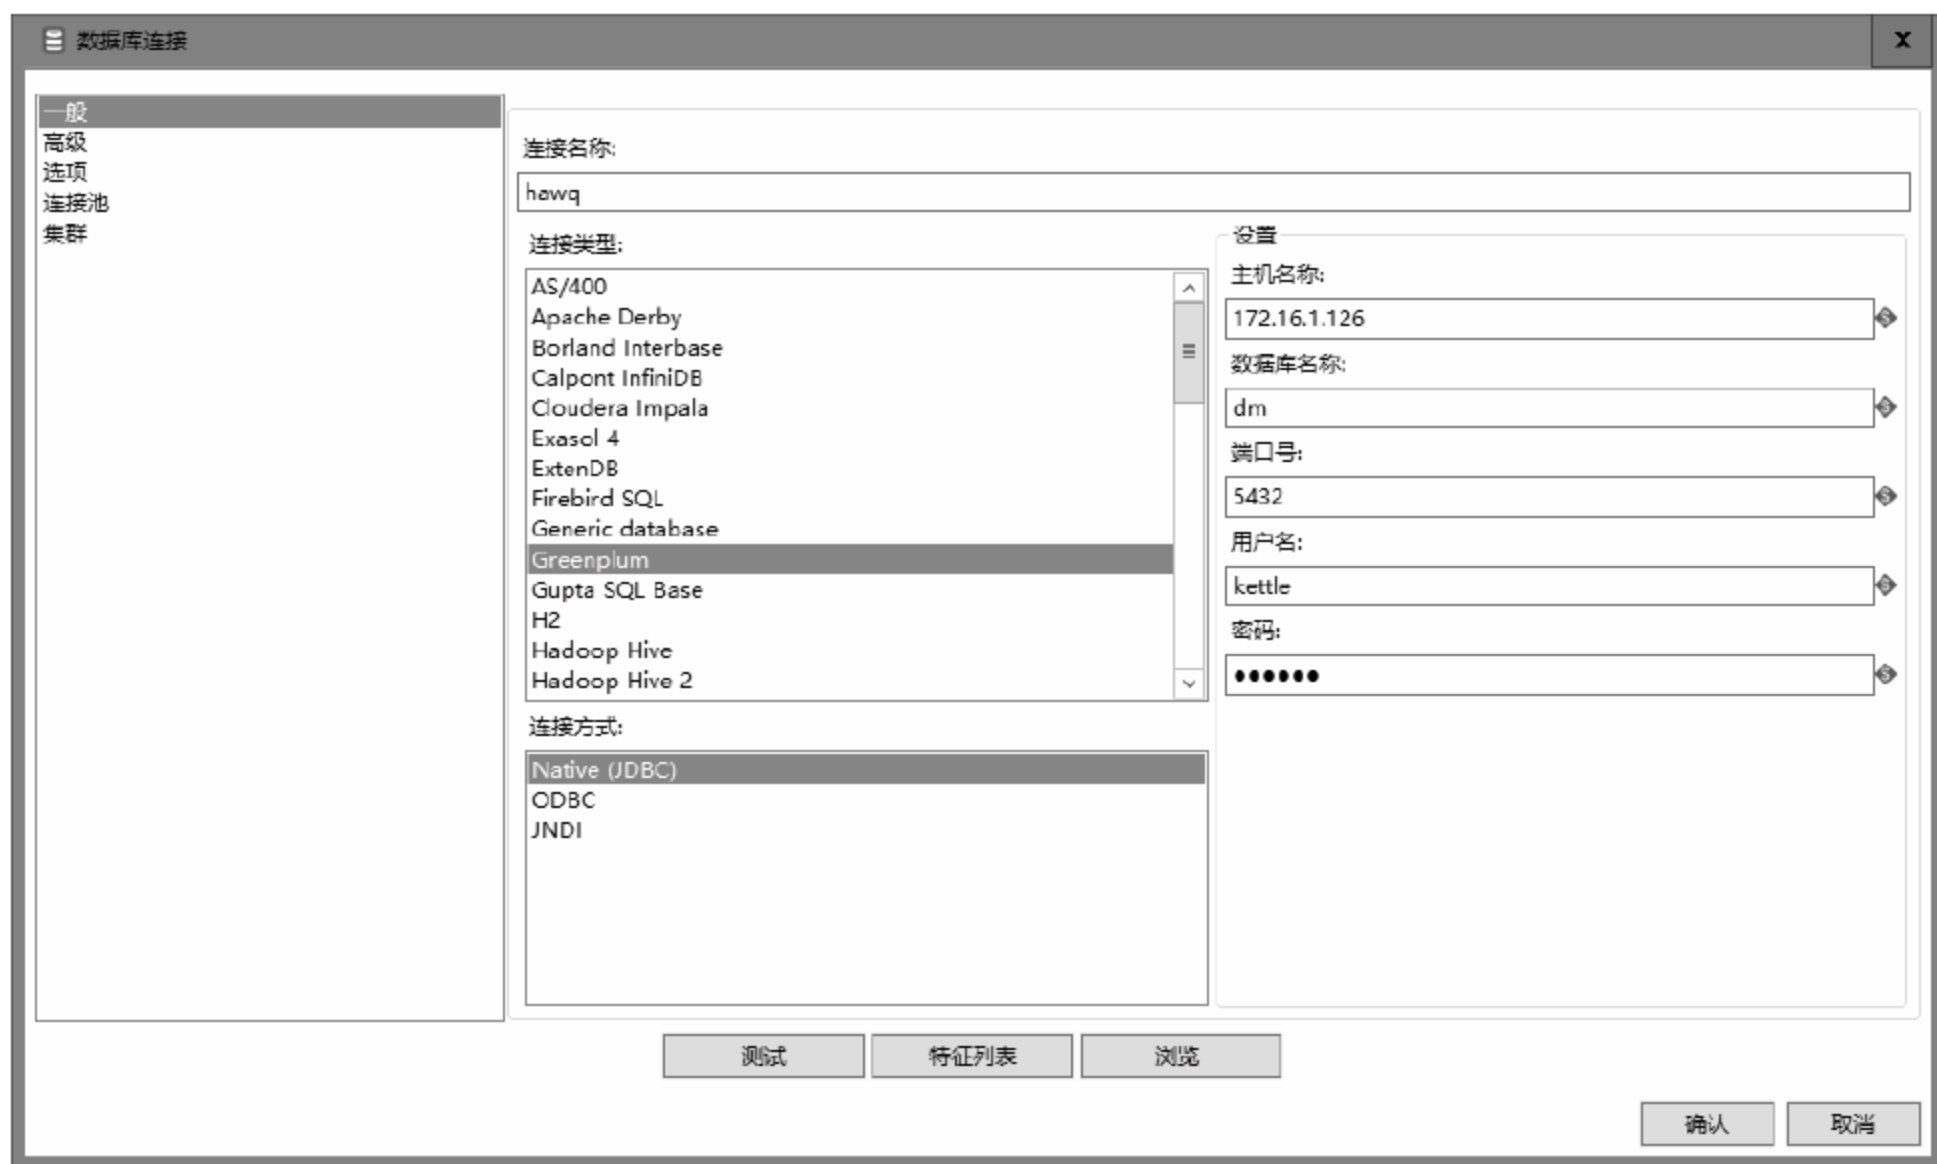 数据库连接
X
一般
高级
选项
连接池
集群
连接名称:
hawq
连接类型:
AS/400
Apache Derby
Borland Interbase
Calpont InfiniDB
Cloudera Impala
Exasol 4
ExtenDB
Firebird SQL
Generic database
Greenplum
Gupta SQL Base
H2
Hadoop Hive
Hadoop Hive 2
连接方式:
Native (JDBC)
ODBC
JNDI
设置
主机名称:
172.16.1.126
数据库名称:
dm
端口号:
5432
用户名:
kettle
密码:
●●●●●●
测试
特征列表
浏览
确认
取消